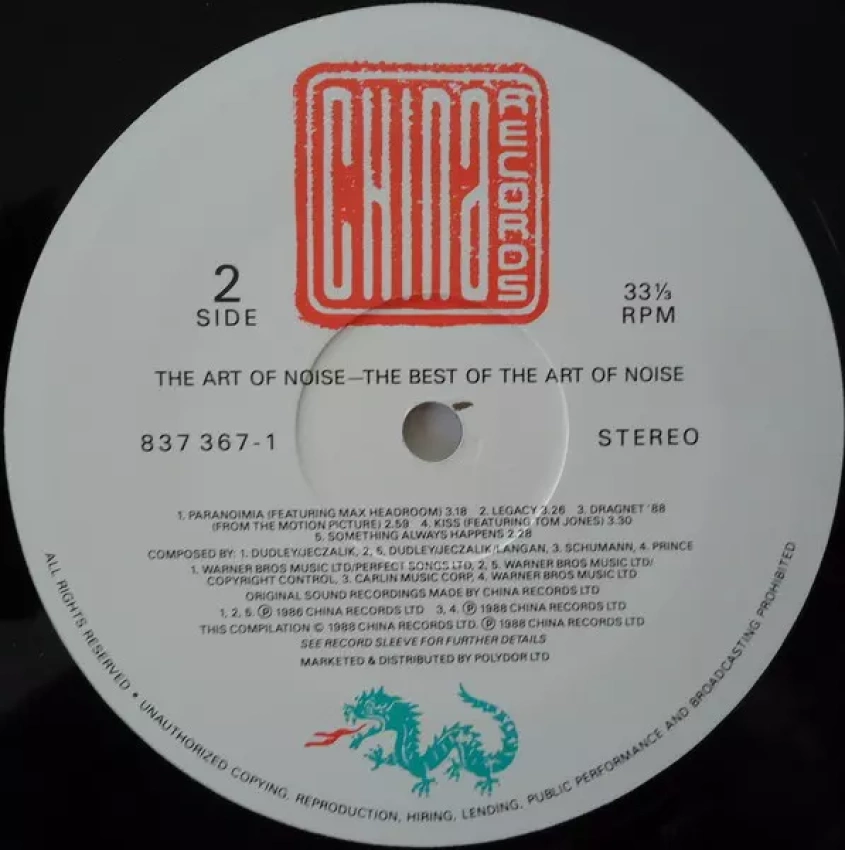 CHINA RECORDS
2
SIDE
33⅓
RPM
THE ART OF NOISE—THE BEST OF THE ART OF NOISE
837 367-1
STEREO
1. PARANOIMIA (FEATURING MAX HEADROOM) 3.18 2. LEGACY 3.26 3. DRAGNET '88
(FROM THE MOTION PICTURE) 2.59 4. KISS (FEATURING TOM JONES) 3.30
5. SOMETHING ALWAYS HAPPENS 2.28
COMPOSED BY: 1. DUDLEY/JECZALIK, 2, 5, DUDLEY/JECZALIK/LANGAN, 3. SCHUMANN, 4. PRINCE
1. WARNER BROS MUSIC LTD/PERFECT SONGS LTD, 2, 5. WARNER BROS MUSIC LTD/
COPYRIGHT CONTROL, 3. CARLIN MUSIC CORP, 4. WARNER BROS MUSIC LTD
ORIGINAL SOUND RECORDINGS MADE BY CHINA RECORDS LTD
1, 2, 5. ℗ 1986 CHINA RECORDS LTD 3, 4. ℗ 1988 CHINA RECORDS LTD
THIS COMPILATION © 1988 CHINA RECORDS LTD. ℗ 1988 CHINA RECORDS LTD
SEE RECORD SLEEVE FOR FURTHER DETAILS
MARKETED & DISTRIBUTED BY POLYDOR LTD
ALL RIGHTS RESERVED • UNAUTHORIZED COPYING, REPRODUCTION, HIRING, LENDING, PUBLIC PERFORMANCE AND BROADCASTING PROHIBITED